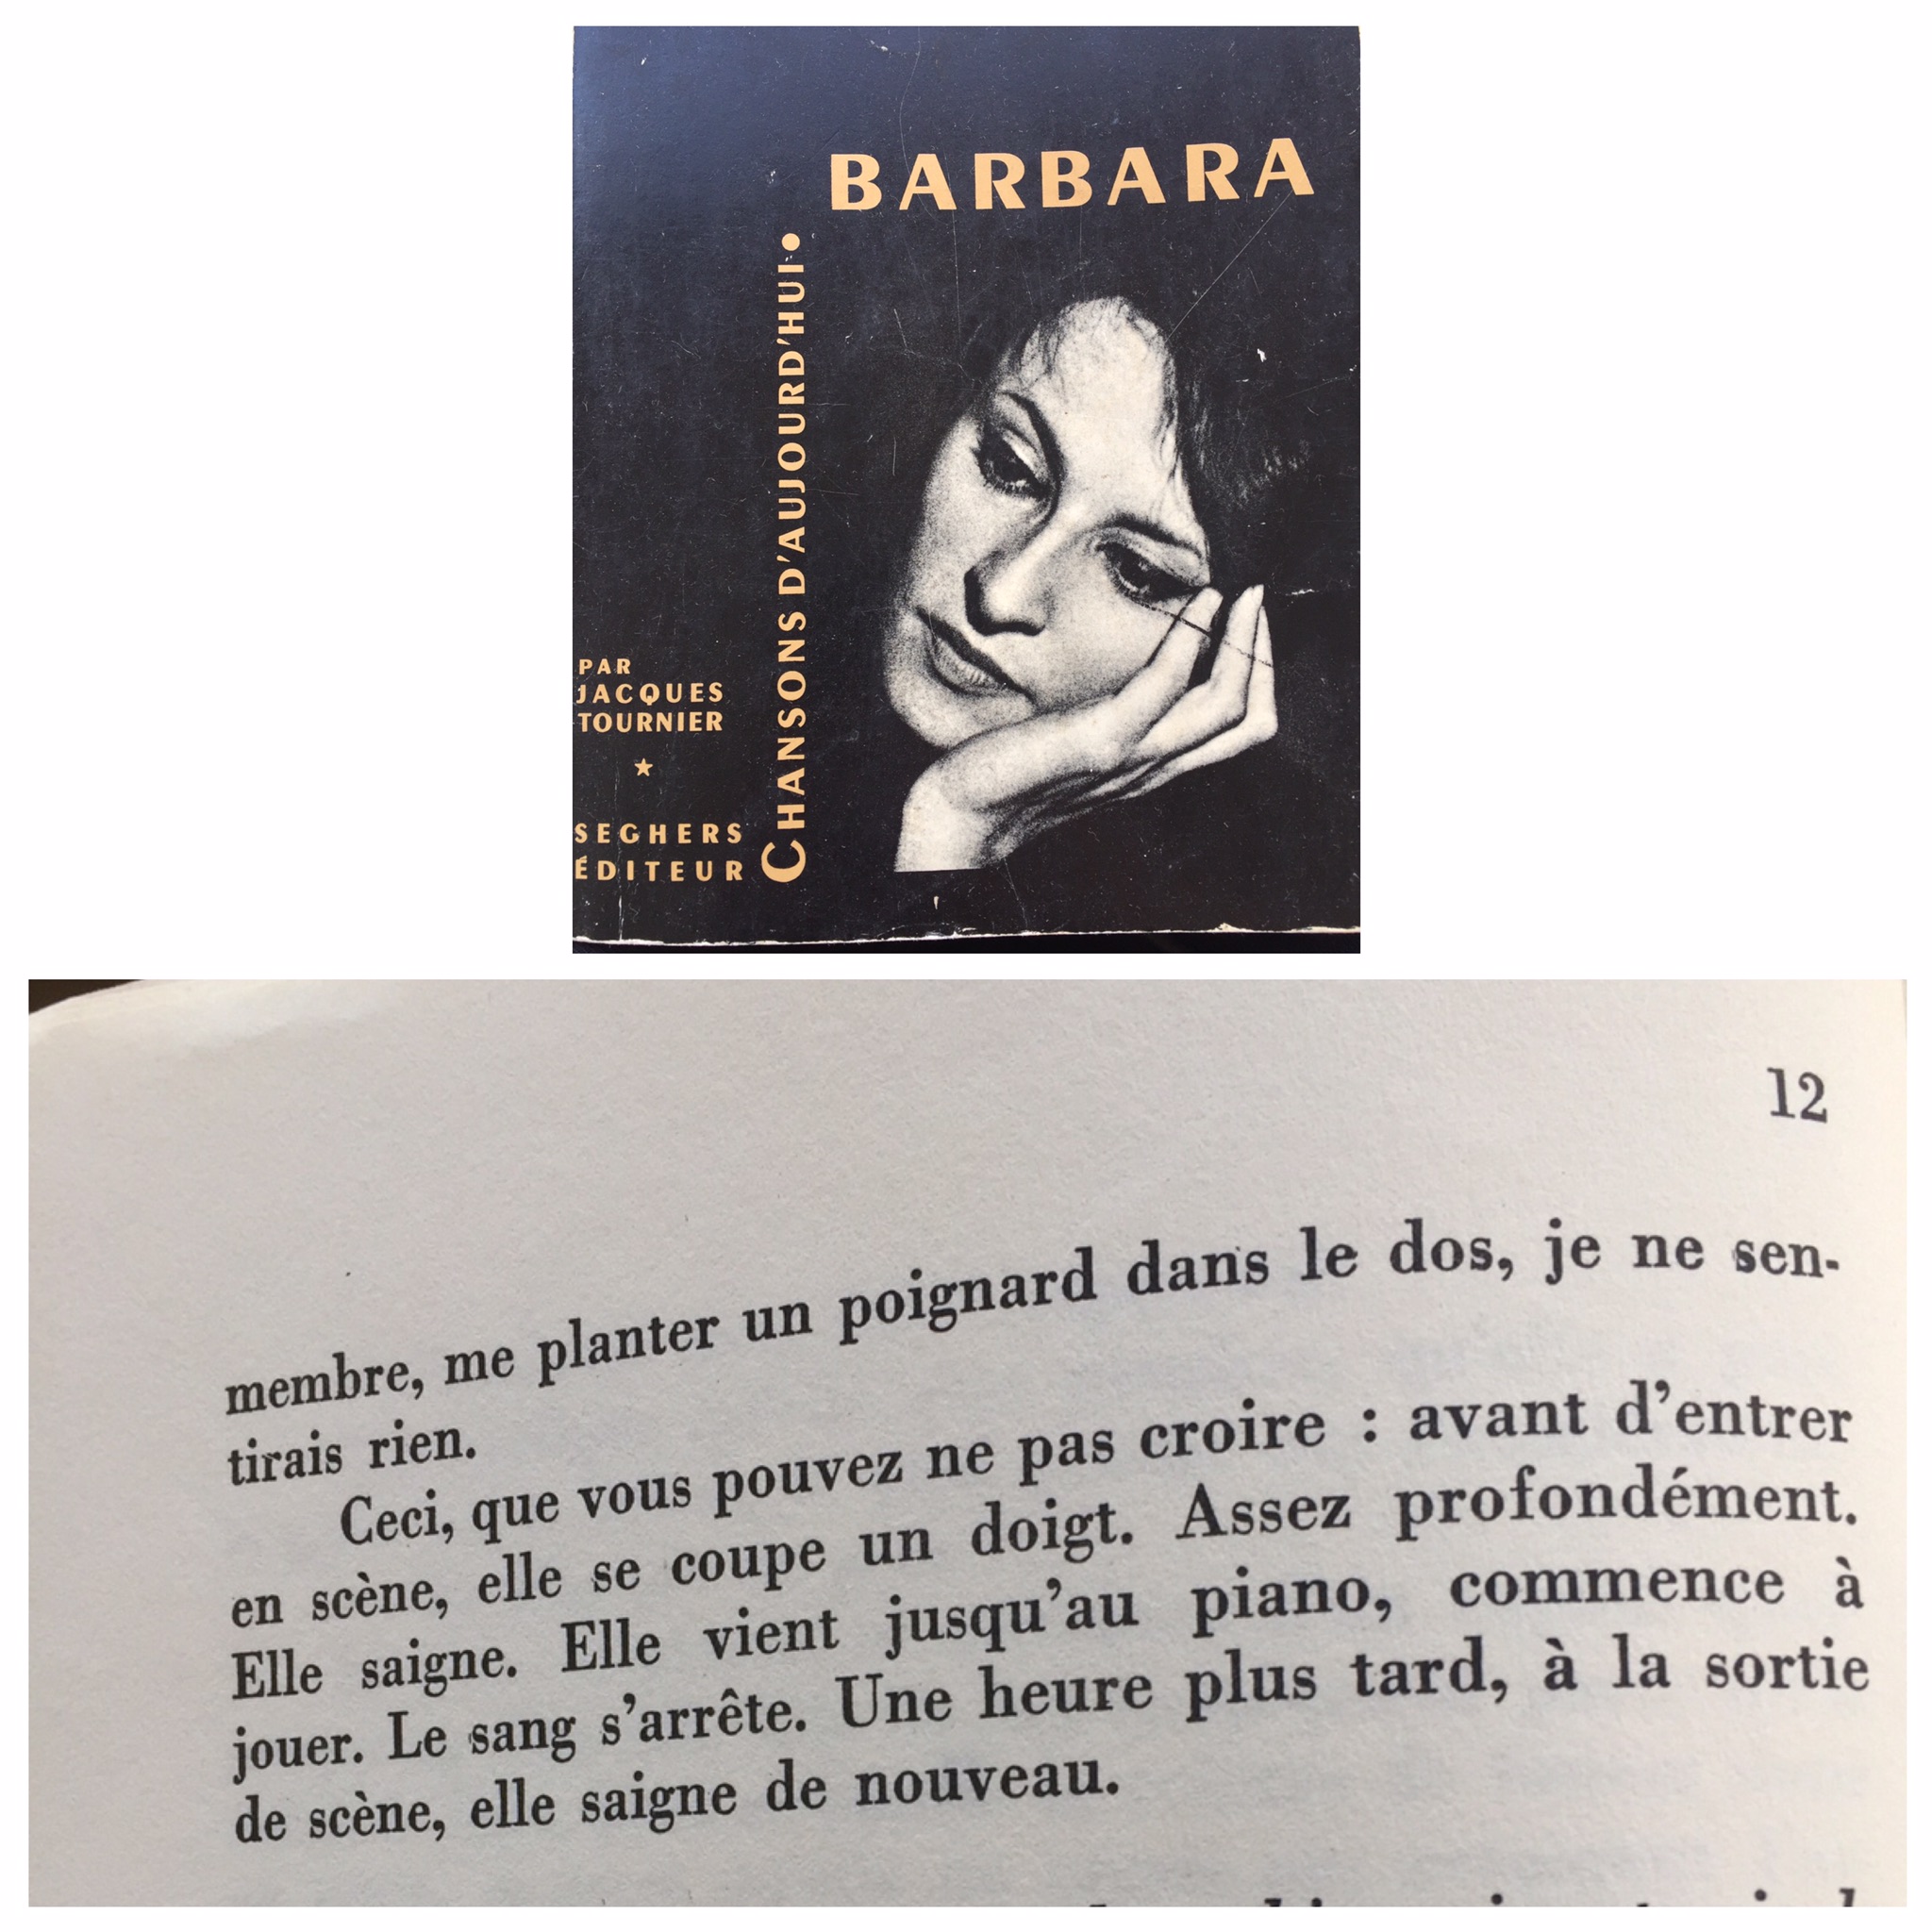 BARBARA
CHANSONS D'AUJOURD'HUI
PAR
JACQUES
TOURNIER
SEGHERS
ÉDITEUR
12
membre, me planter un poignard dans le dos, je ne sen-
tirais rien.
Ceci, que vous pouvez ne pas croire : avant d'entrer
en scène, elle se coupe un doigt. Assez profondément.
Elle saigne. Elle vient jusqu'au piano, commence à
jouer. Le sang s'arrête. Une heure plus tard, à la sortie
de scène, elle saigne de nouveau.